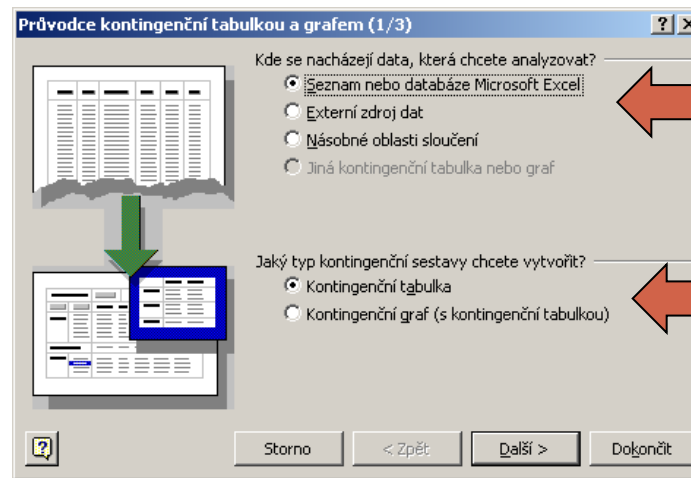 Průvodce kontingenční tabulkou a grafem (1/3)
Kde se nacházejí data, která chcete analyzovat?
Seznam nebo databáze Microsoft Excel
Externí zdroj dat
Násobné oblasti sloučení
Jiná kontingenční tabulka nebo graf
Jaký typ kontingenční sestavy chcete vytvořit?
Kontingenční tabulka
Kontingenční graf (s kontingenční tabulkou)
Storno
< Zpět
Další >
Dokončit